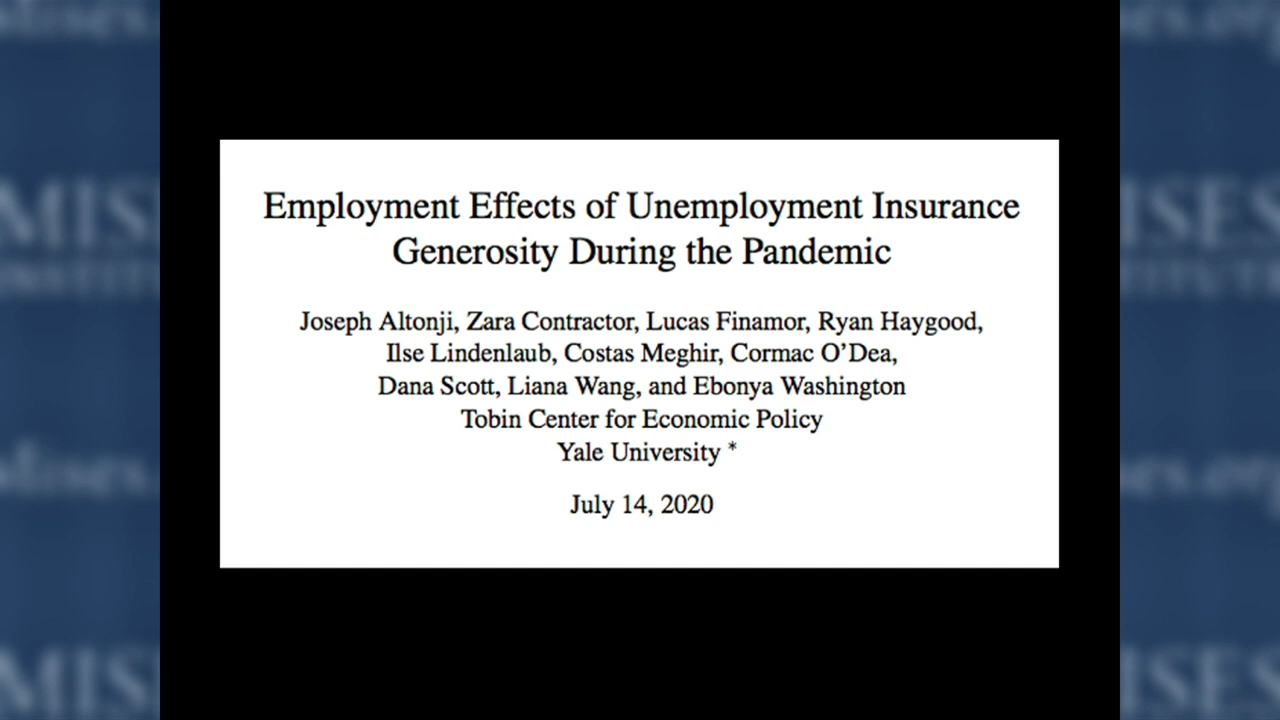 Employment Effects of Unemployment Insurance
Generosity During the Pandemic
Joseph Altonji, Zara Contractor, Lucas Finamor, Ryan Haygood,
Ilse Lindenlaub, Costas Meghir, Cormac O’Dea,
Dana Scott, Liana Wang, and Ebonya Washington
Tobin Center for Economic Policy
Yale University *
July 14, 2020